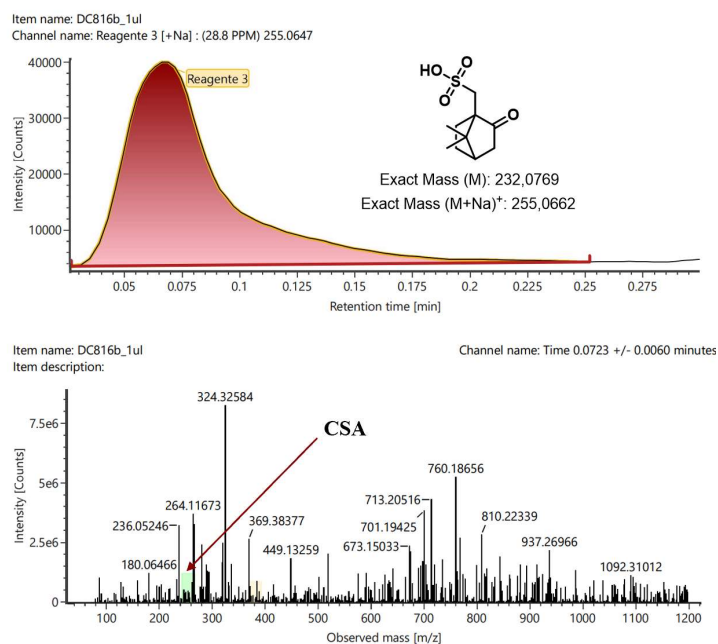 Item name: DC816b_1ul
Channel name: Reagente 3 [+Na] : (28.8 PPM) 255.0647
Intensity [Counts]
40000
30000
20000
10000
Reagente 3
HO
S
O
O
O
Exact Mass (M): 232,0769
Exact Mass (M+Na)+: 255,0662
0.05
0.075
0.1
0.125
0.15
0.175
0.2
0.225
0.25
0.275
Retention time [min]
Item name: DC816b_1ul
Channel name: Time 0.0723 +/- 0.0060 minutes
Item description:
Intensity [Counts]
7.5e6
5e6
2.5e6
0
324.32584
CSA
760.18656
264.11673
713.20516
236.05246
369.38377
701.19425
810.22339
673.15033
937.26966
180.06466
449.13259
1092.31012
100
200
300
400
500
600
700
800
900
1000
1100
1200
Observed mass [m/z]